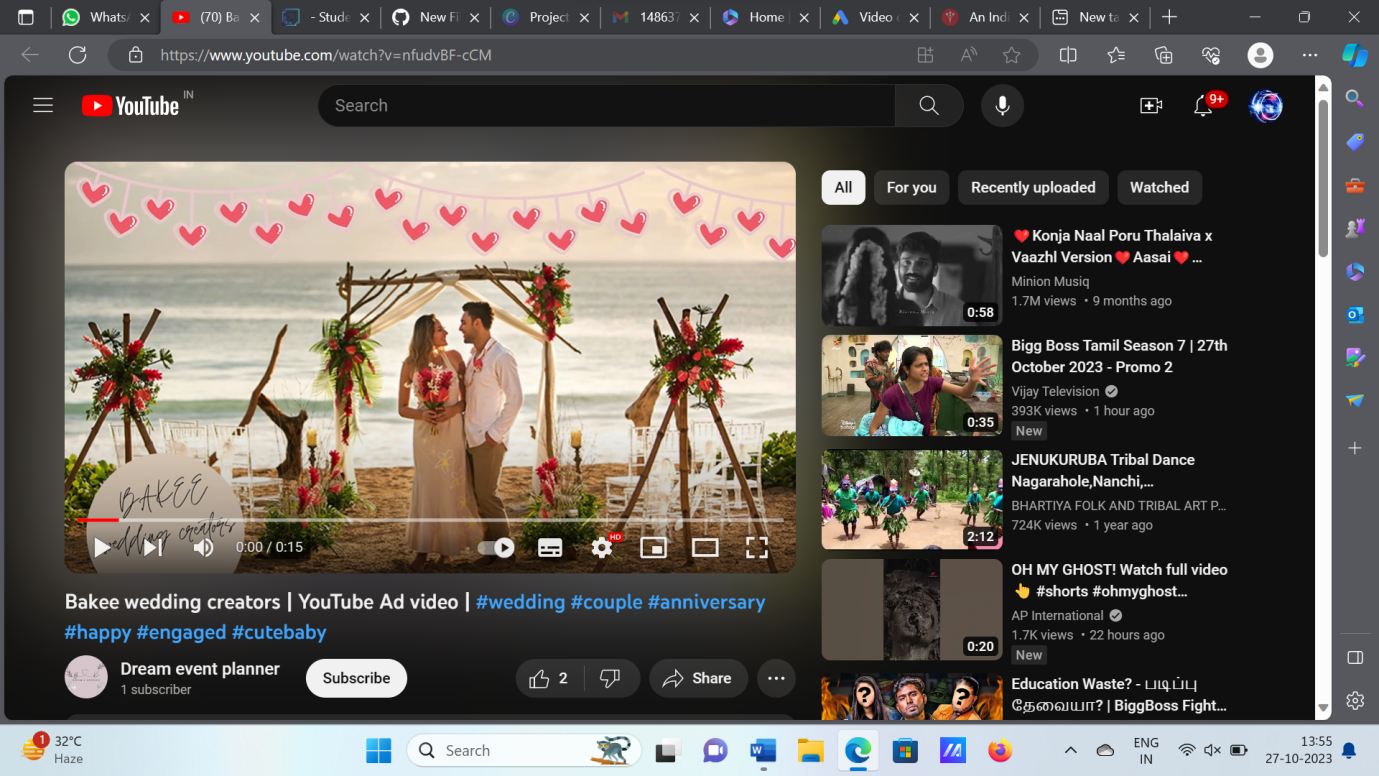 WhatsA
(70) Ba
- Stude
New Fi
Project
148637
Home |
Video c
An Indi
New ta
https://www.youtube.com/watch?v=nfudvBF-cCM
YouTube IN
Search
9+
All
For you
Recently uploaded
Watched
BAKEE
wedding creators
0:00 / 0:15
HD
Bakee wedding creators | YouTube Ad video | #wedding #couple #anniversary
#happy #engaged #cutebaby
Dream event planner
1 subscriber
Subscribe
2
Share
❤️Konja Naal Poru Thalaiva x
Vaazhl Version❤️Aasai❤️...
Minion Musiq
1.7M views • 9 months ago
0:58
Bigg Boss Tamil Season 7 | 27th
October 2023 - Promo 2
Vijay Television
393K views • 1 hour ago
New
0:35
JENUKURUBA Tribal Dance
Nagarahole,Nanchi,...
BHARTIYA FOLK AND TRIBAL ART P...
724K views • 1 year ago
2:12
OH MY GHOST! Watch full video
👆 #shorts #ohmyghost...
AP International
1.7K views • 22 hours ago
New
0:20
Education Waste? - படிப்பு
தேவையா? | BiggBoss Fight...
1
32°C
Haze
Search
ENG
IN
13:55
27-10-2023